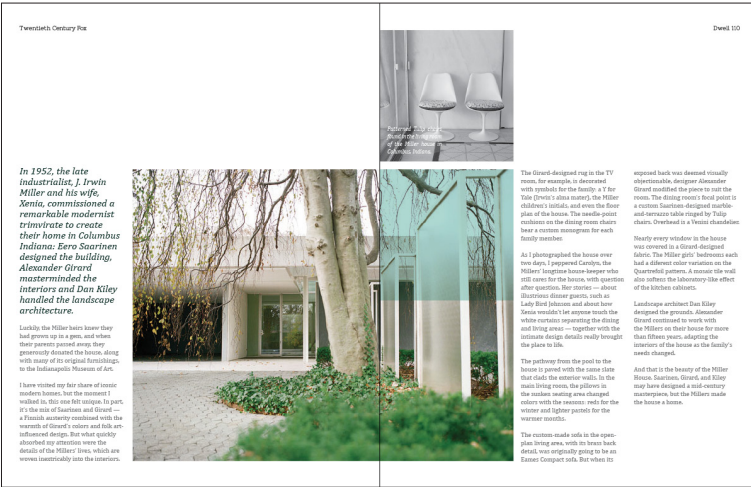 Twentieth Century Fox
Dwell 110
Patterned Tulip chairs
found in the living room
of the Miller house in
Columbus, Indiana.
In 1952, the late
industrialist, J. Irwin
Miller and his wife,
Xenia, commissioned a
remarkable modernist
trimvirate to create
their home in Columbus
Indiana: Eero Saarinen
designed the building,
Alexander Girard
masterminded the
interiors and Dan Kiley
handled the landscape
architecture.
Luckily, the Miller heirs knew they
had grown up in a gem, and when
their parents passed away, they
generously donated the house, along
with many of its original furnishings,
to the Indianapolis Museum of Art.
I have visited my fair share of iconic
modern homes, but the moment I
walked in, this one felt unique. In part,
it's the mix of Saarinen and Girard —
a Finnish austerity combined with the
warmth of Girard's colors and folk art-
influenced design. But what quickly
absorbed my attention were the
details of the Millers' lives, which are
woven inextricably into the interiors.
The Girard-designed rug in the TV
room, for example, is decorated
with symbols for the family: a Y for
Yale (Irwin's alma mater), the Miller
children's initials, and even the floor
plan of the house. The needle-point
cushions on the dining room chairs
bear a custom monogram for each
family member.
As I photographed the house over
two days, I peppered Carolyn, the
Millers' longtime house-keeper who
still cares for the house, with question
after question. Her stories — about
illustrious dinner guests, such as
Lady Bird Johnson and about how
Xenia wouldn't let anyone touch the
white curtains separating the dining
and living areas — together with the
intimate design details really brought
the place to life.
The pathway from the pool to the
house is paved with the same slate
that clads the exterior walls. In the
main living room, the pillows in
the sunken seating area changed
colors with the seasons: reds for the
winter and lighter pastels for the
warmer months.
The custom-made sofa in the open-
plan living area, with its brass back
detail, was originally going to be an
Eames Compact sofa. But when its
exposed back was deemed visually
objectionable, designer Alexander
Girard modified the piece to suit the
room. The dining room's focal point is
a custom Saarinen-designed marble-
and-terrazzo table ringed by Tulip
chairs. Overhead is a Venini chandelier.
Nearly every window in the house
was covered in a Girard-designed
fabric. The Miller girls' bedrooms each
had a diferent color variation on the
Quatrefoil pattern. A mosaic tile wall
also softens the laboratory-like effect
of the kitchen cabinets.
Landscape architect Dan Kiley
designed the grounds. Alexander
Girard continued to work with
the Millers on their house for more
than fifteen years, adapting the
interiors of the house as the family's
needs changed.
And that is the beauty of the Miller
House. Saarinen, Girard, and Kiley
may have designed a mid-century
masterpiece, but the Millers made
the house a home.